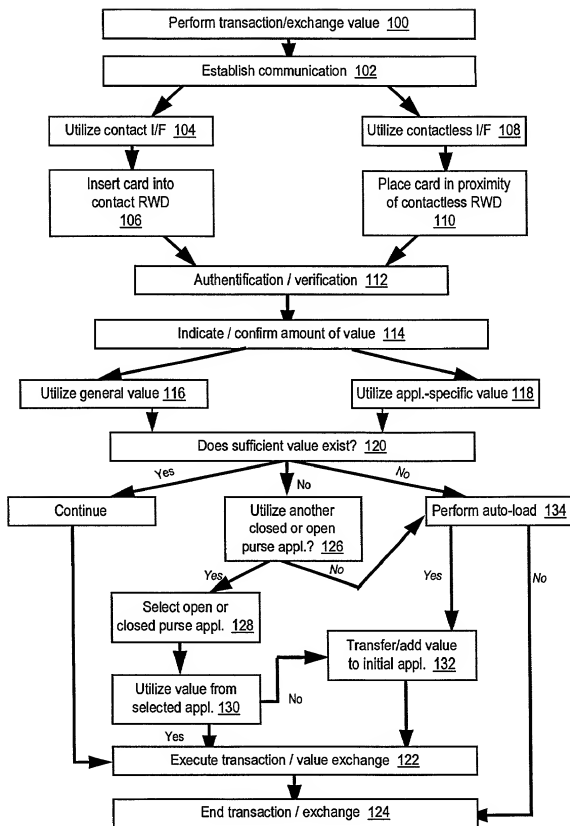 Perform transaction/exchange value 100
Establish communication 102
Utilize contact I/F 104
Utilize contactless I/F 108
Insert card into
contact RWD
106
Place card in proximity
of contactless RWD
110
Authentification / verification 112
Indicate / confirm amount of value 114
Utilize general value 116
Utilize appl.-specific value 118
Does sufficient value exist? 120
Yes
No
No
Continue
Utilize another
closed or open
purse appl.? 126
Perform auto-load 134
Yes
No
Yes
No
Select open or
closed purse appl. 128
Transfer/add value
to initial appl. 132
Utilize value from
selected appl. 130
No
Yes
Execute transaction / value exchange 122
End transaction / exchange 124